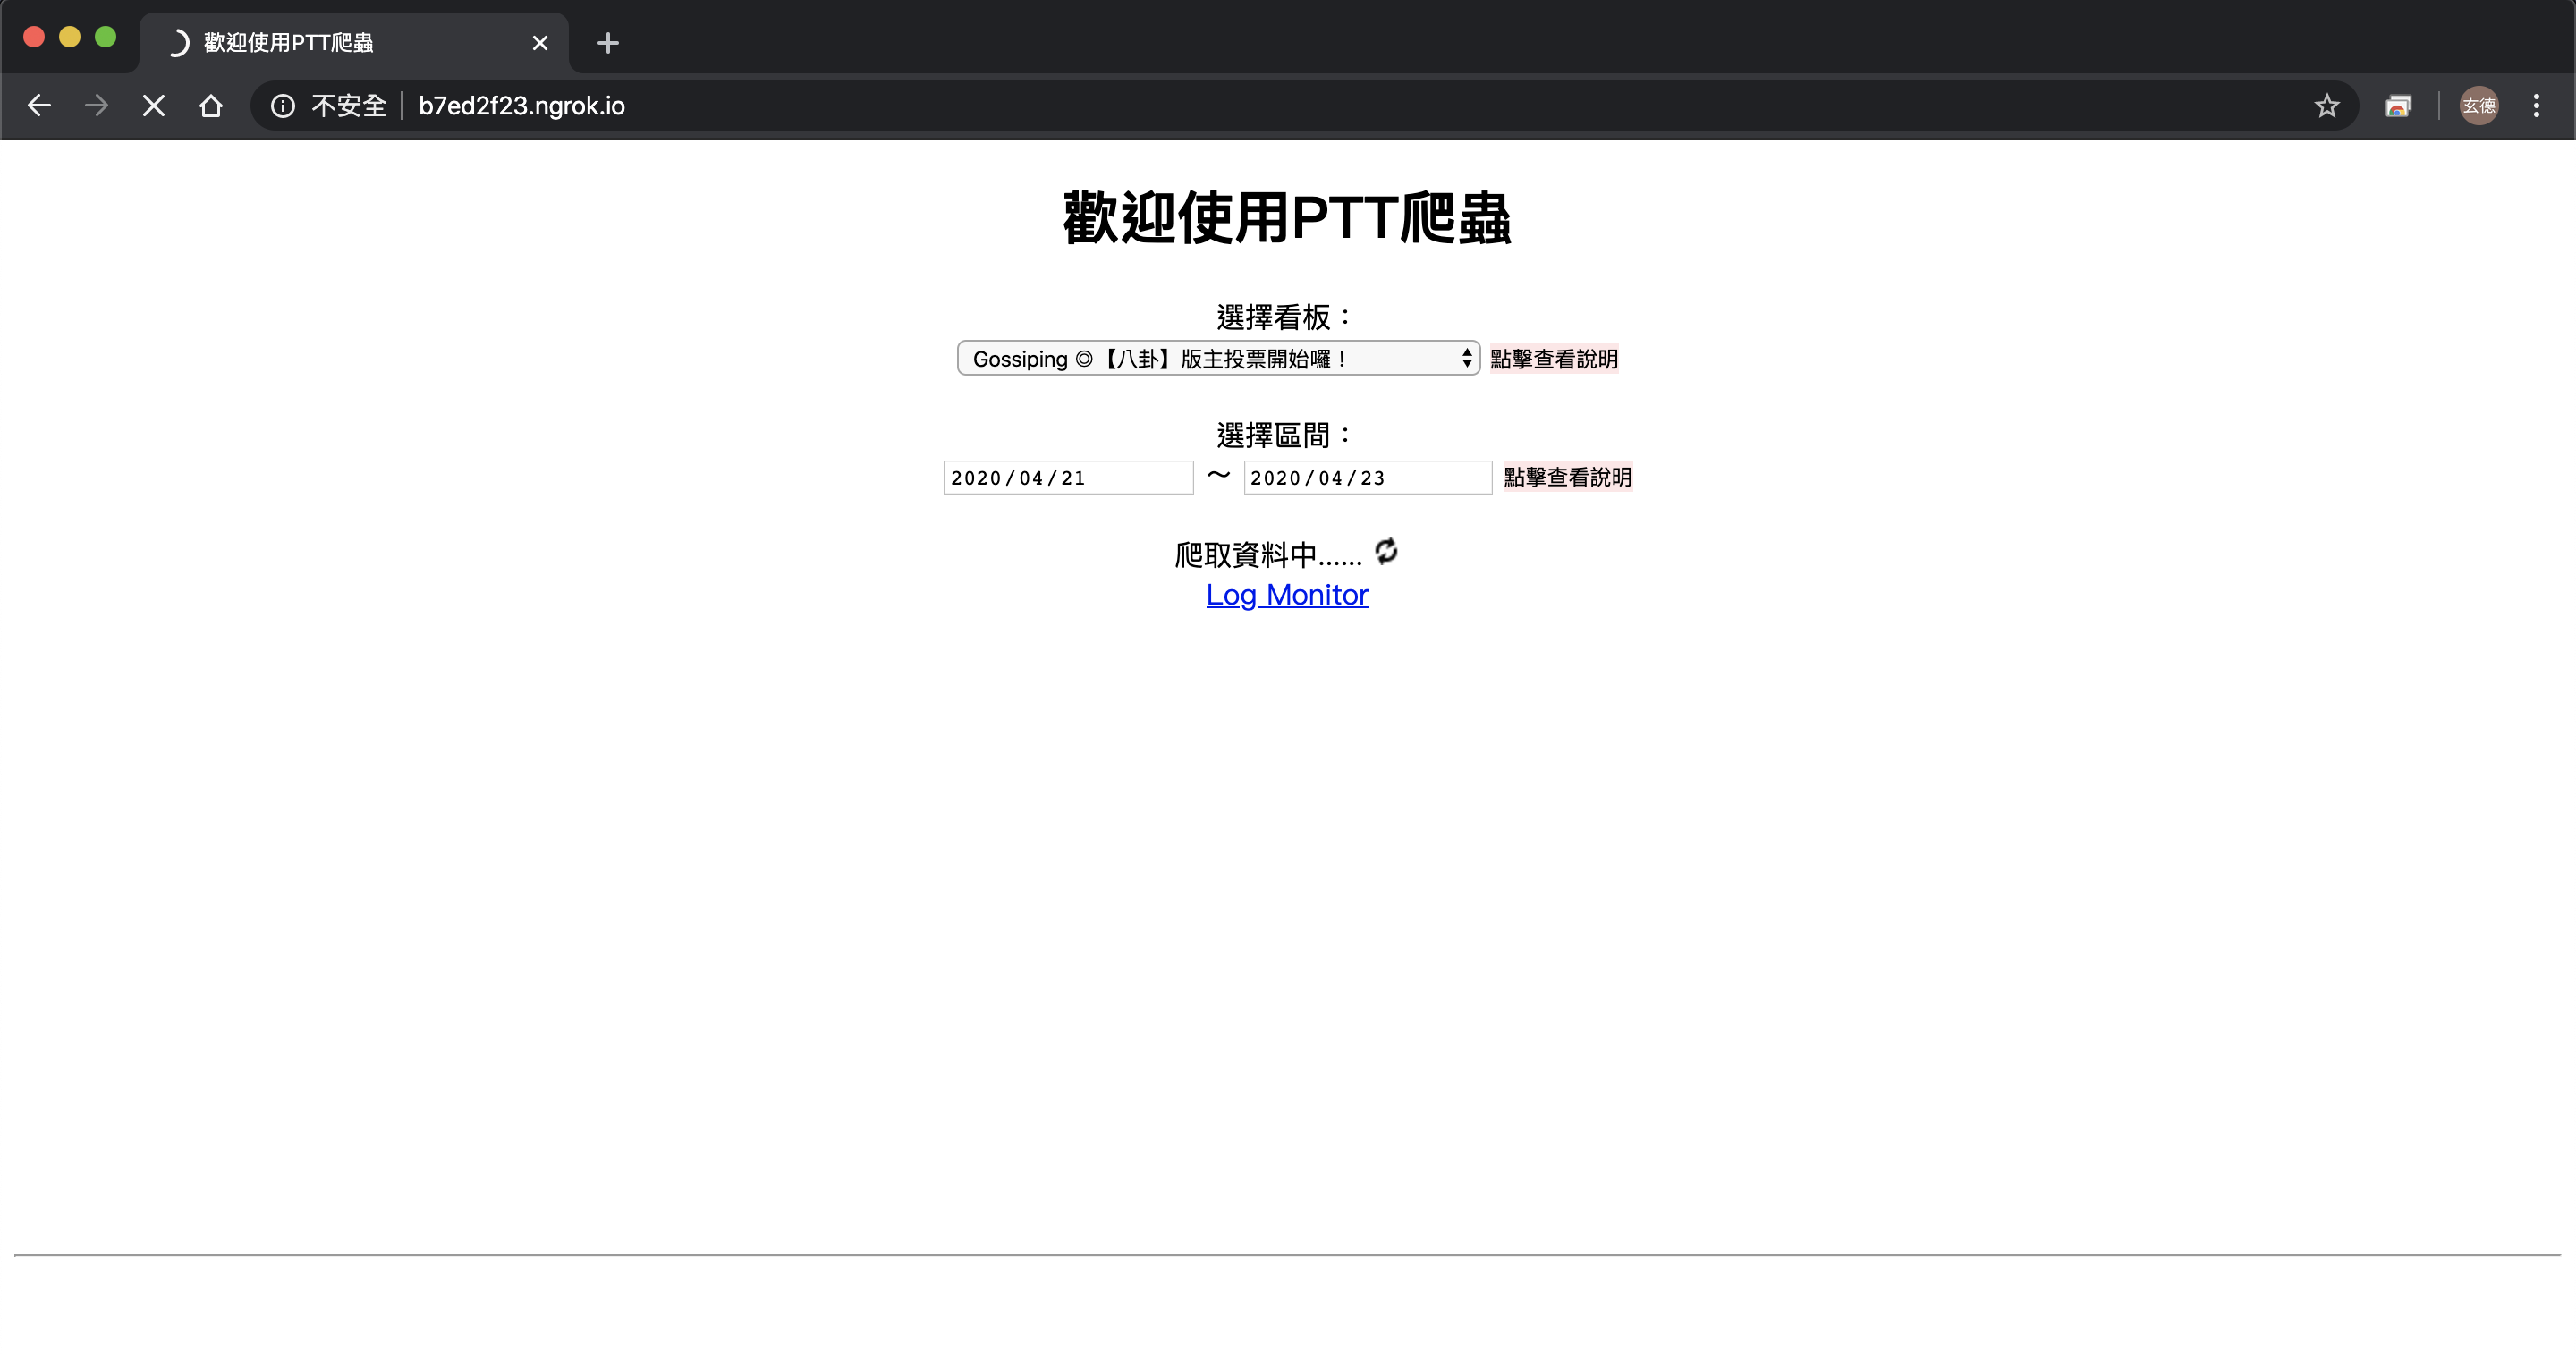 歡迎使用PTT爬蟲
不安全 b7ed2f23.ngrok.io 玄德
歡迎使用PTT爬蟲
選擇看板：
Gossiping ◎【八卦】版主投票開始囉！ 點擊查看說明
選擇區間：
2020/04/21 ～ 2020/04/23 點擊查看說明
爬取資料中......
Log Monitor